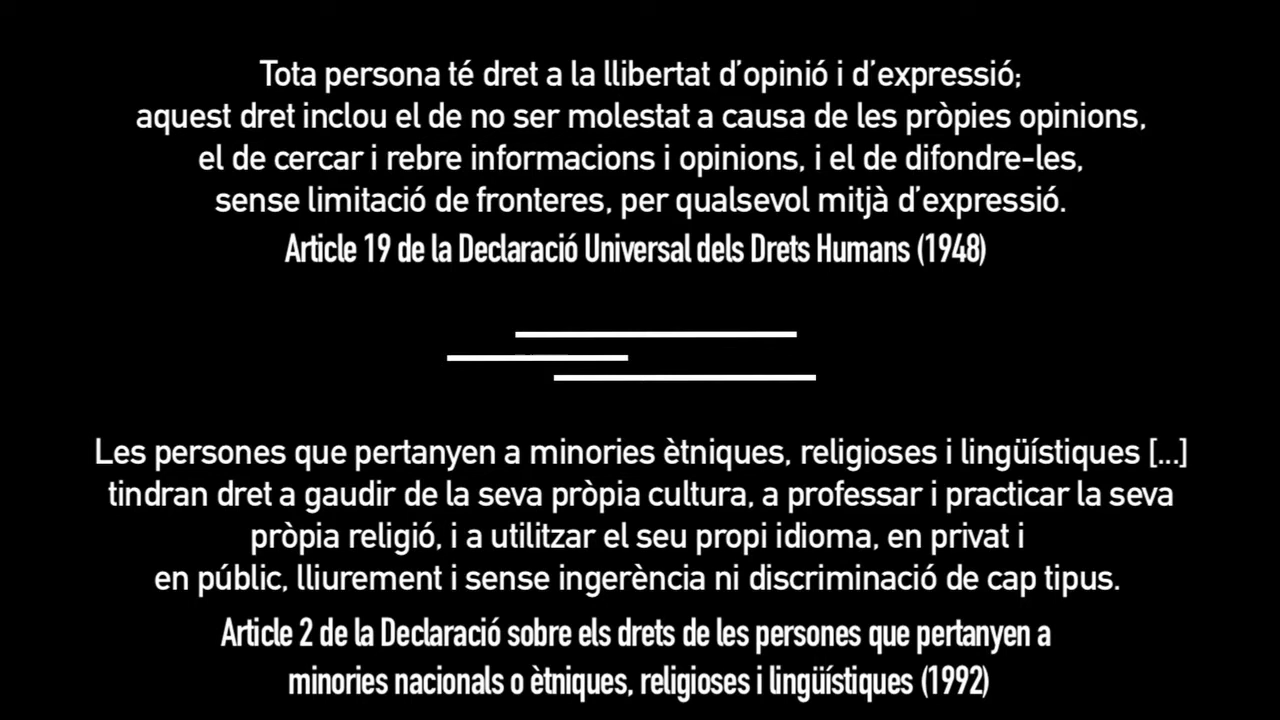 Tota persona té dret a la llibertat d'opinió i d'expressió;
aquest dret inclou el de no ser molestat a causa de les pròpies opinions,
el de cercar i rebre informacions i opinions, i el de difondre-les,
sense limitació de fronteres, per qualsevol mitjà d'expressió.
Article 19 de la Declaració Universal dels Drets Humans (1948)
Les persones que pertanyen a minories ètniques, religioses i lingüístiques [...]
tindran dret a gaudir de la seva pròpia cultura, a professar i practicar la seva
pròpia religió, i a utilitzar el seu propi idioma, en privat i
en públic, lliurement i sense ingerència ni discriminació de cap tipus.
Article 2 de la Declaració sobre els drets de les persones que pertanyen a
minories nacionals o ètniques, religioses i lingüístiques (1992)